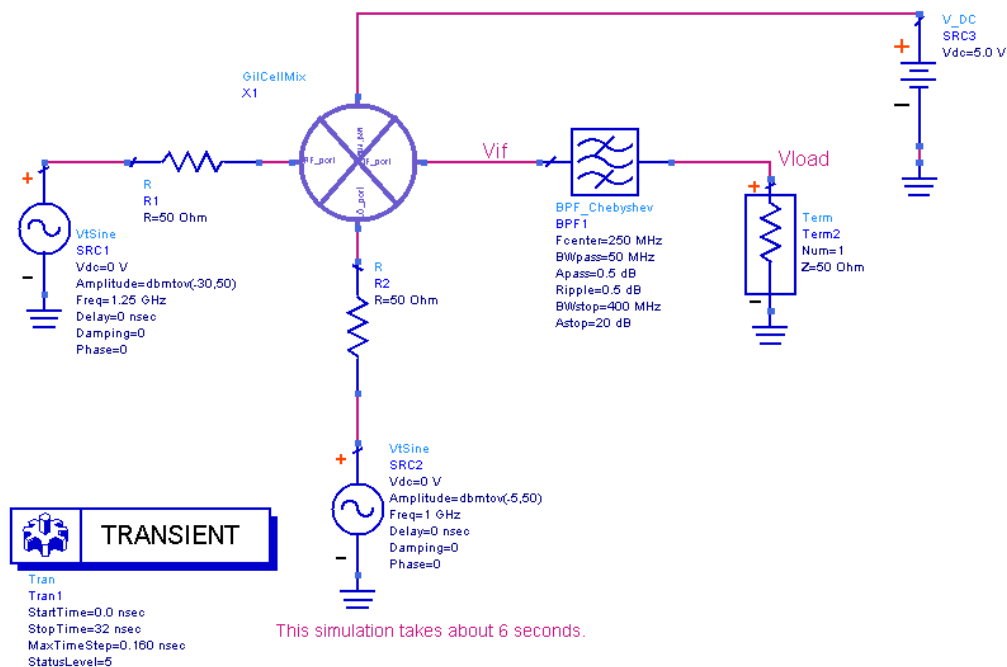 V_DC
SRC3
Vdc=5.0 V
GilCellMix
X1
RF_port
IF_port
LO_port
Vif
Vload
R
R1
R=50 Ohm
BPF_Chebyshev
BPF1
Fcenter=250 MHz
BWpass=50 MHz
Apass=0.5 dB
Ripple=0.5 dB
BWstop=400 MHz
Astop=20 dB
Term
Term2
Num=1
Z=50 Ohm
VtSine
SRC1
Vdc=0 V
Amplitude=dbmtov(-30,50)
Freq=1.25 GHz
Delay=0 nsec
Damping=0
Phase=0
R
R2
R=50 Ohm
VtSine
SRC2
Vdc=0 V
Amplitude=dbmtov(-5,50)
Freq=1 GHz
Delay=0 nsec
Damping=0
Phase=0
TRANSIENT
Tran
Tran1
StartTime=0.0 nsec
StopTime=32 nsec
MaxTimeStep=0.160 nsec
StatusLevel=5
This simulation takes about 6 seconds.